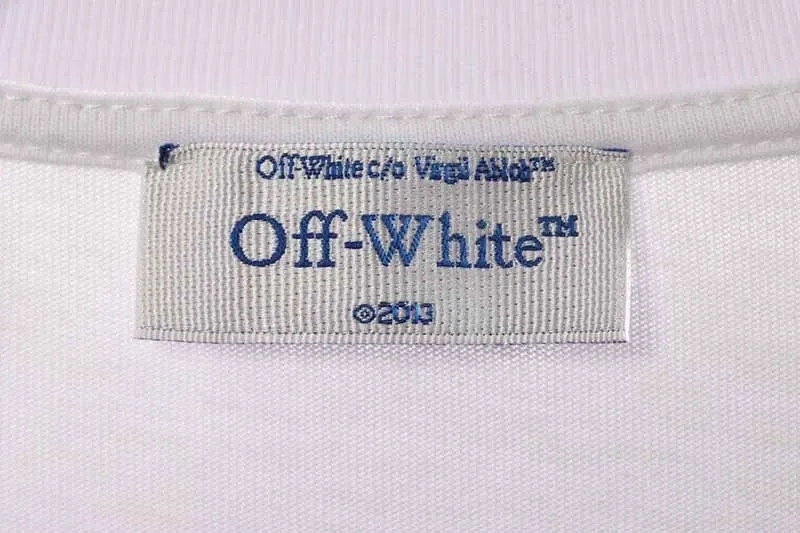 Off-White c/o Virgil Abloh™
Off-White™
©2013